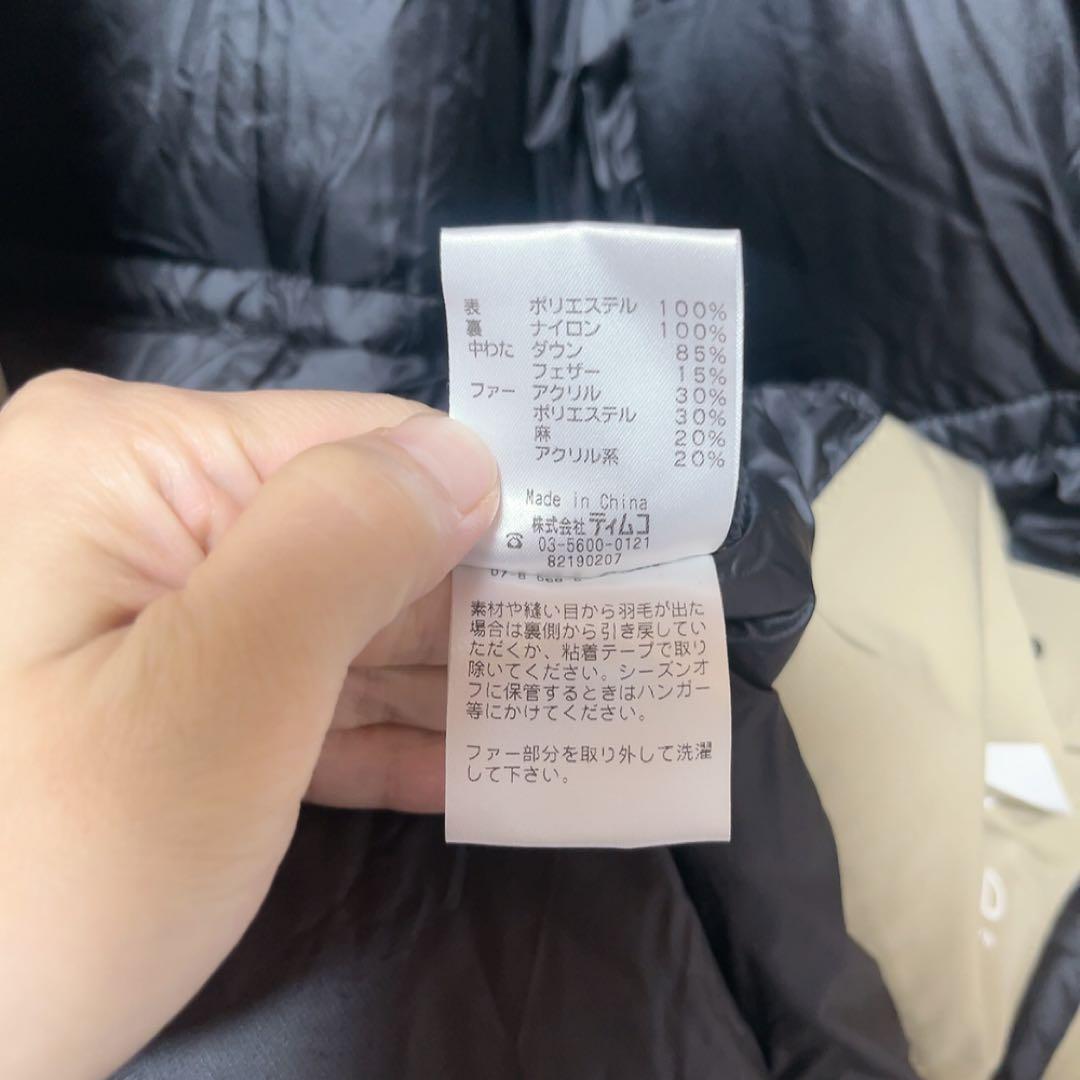 表 ポリエステル 100%
裏 ナイロン 100%
中わた ダウン 85%
フェザー 15%
ファー アクリル 30%
ポリエステル 30%
麻 20%
アクリル系 20%
Made in China
株式会社 ティムコ
☎ 03-5600-0121
82190207
素材や縫い目から羽毛が出た
場合は裏側から引き戻してい
ただくか、粘着テープで取り
除いてください。シーズンオ
フに保管するときはハンガー
等にかけてください。
ファー部分を取り外して洗濯
して下さい。
D